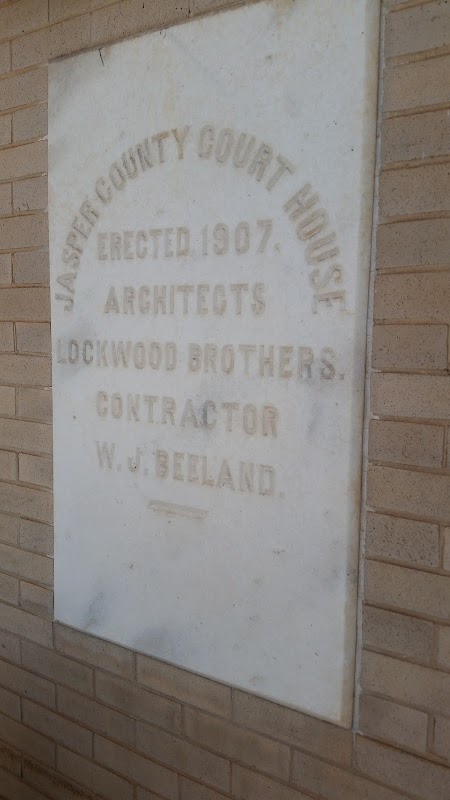 JASPER COUNTY COURT HOUSE
ERECTED 1907.
ARCHITECTS
LOCKWOOD BROTHERS.
CONTRACTOR
W. J. BEELAND.